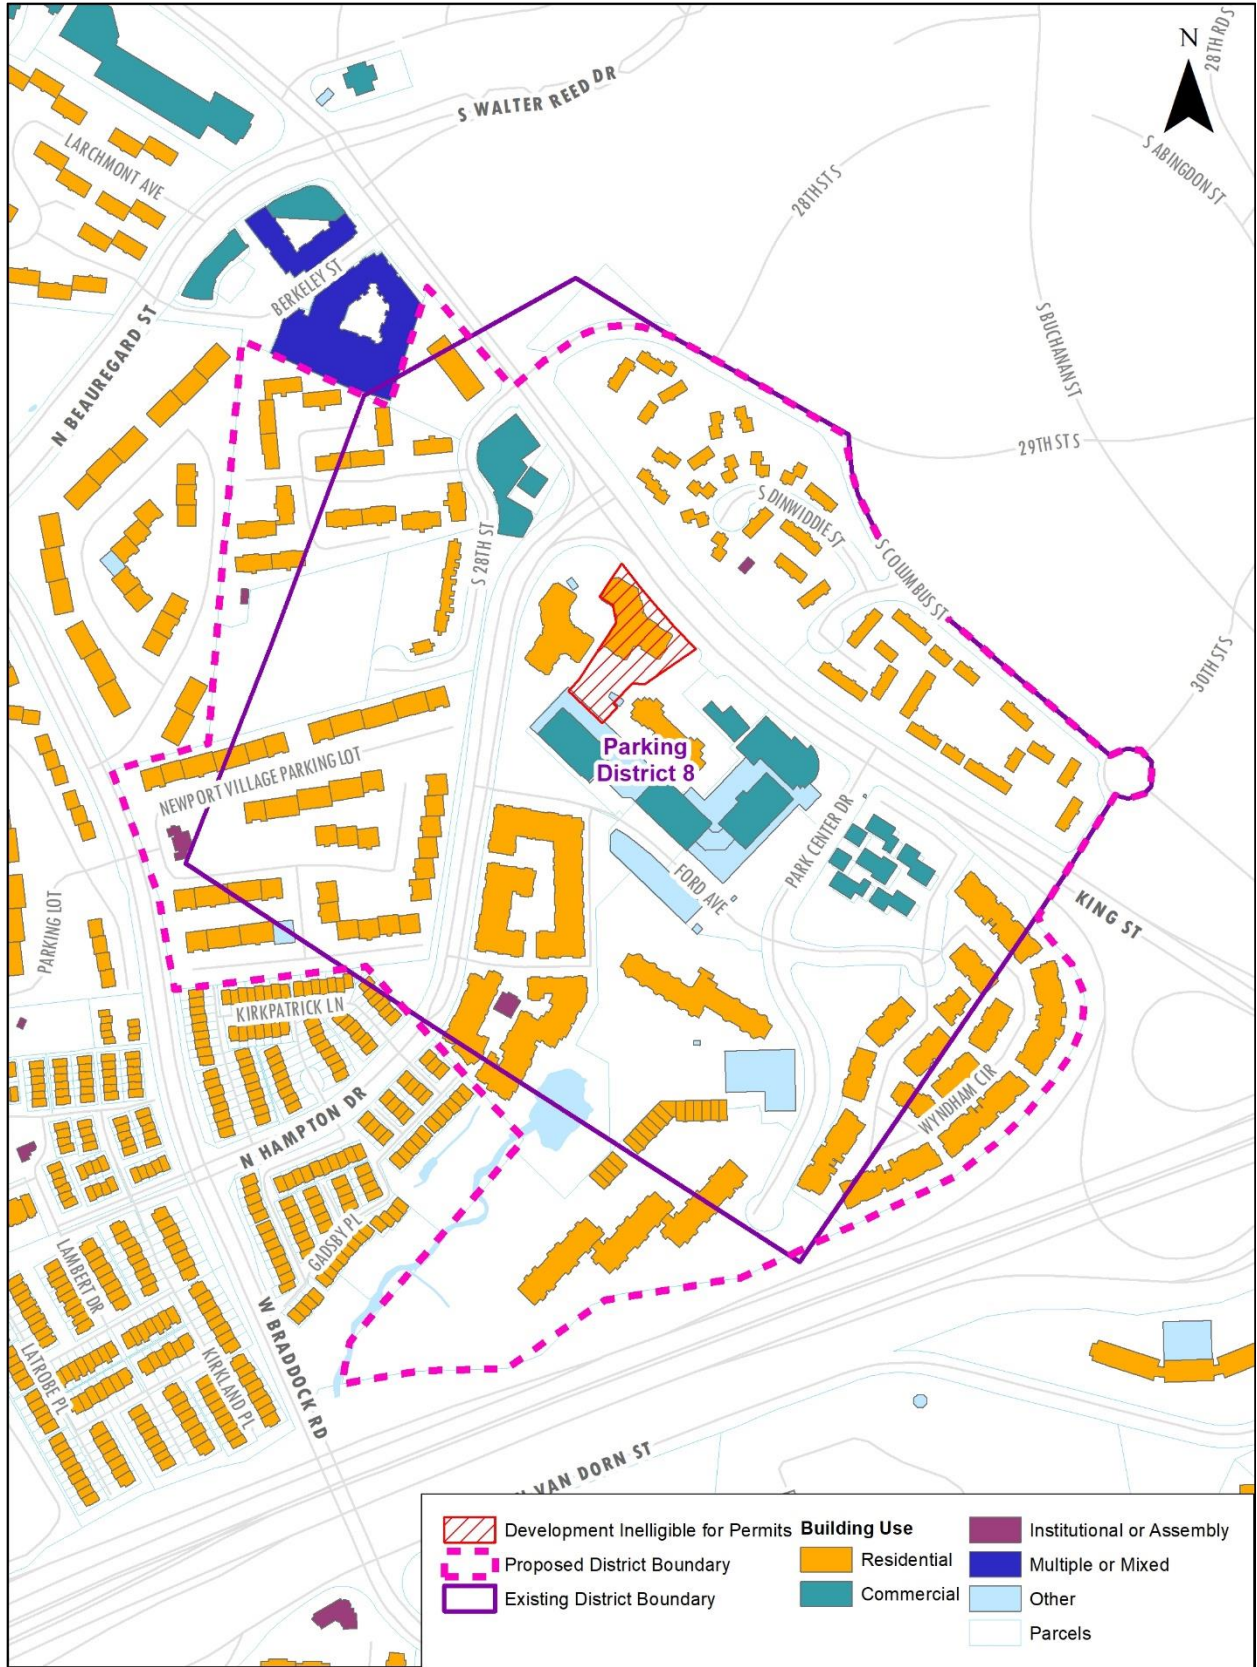 N
28TH RD S
S WALTER REED DR
S ABINGDON ST
LARCHMONT AVE
28TH ST S
BERKELEY ST
S BUCHANAN ST
N BEAUREGARD ST
29TH ST S
S DINWIDDIE ST
S COLUMBUS ST
S 28TH ST
30TH ST S
Parking
District 8
NEWPORT VILLAGE PARKING LOT
PARK CENTER DR
FORD AVE
KING ST
PARKING LOT
KIRKPATRICK LN
WYNDHAM CIR
N HAMPTON DR
GADSBY PL
LAMBERT DR
LATROBE PL
KIRKLAND PL
W BRADDOCK RD
VAN DORN ST
Development Inelligible for Permits
Proposed District Boundary
Existing District Boundary
Building Use
Residential
Commercial
Institutional or Assembly
Multiple or Mixed
Other
Parcels